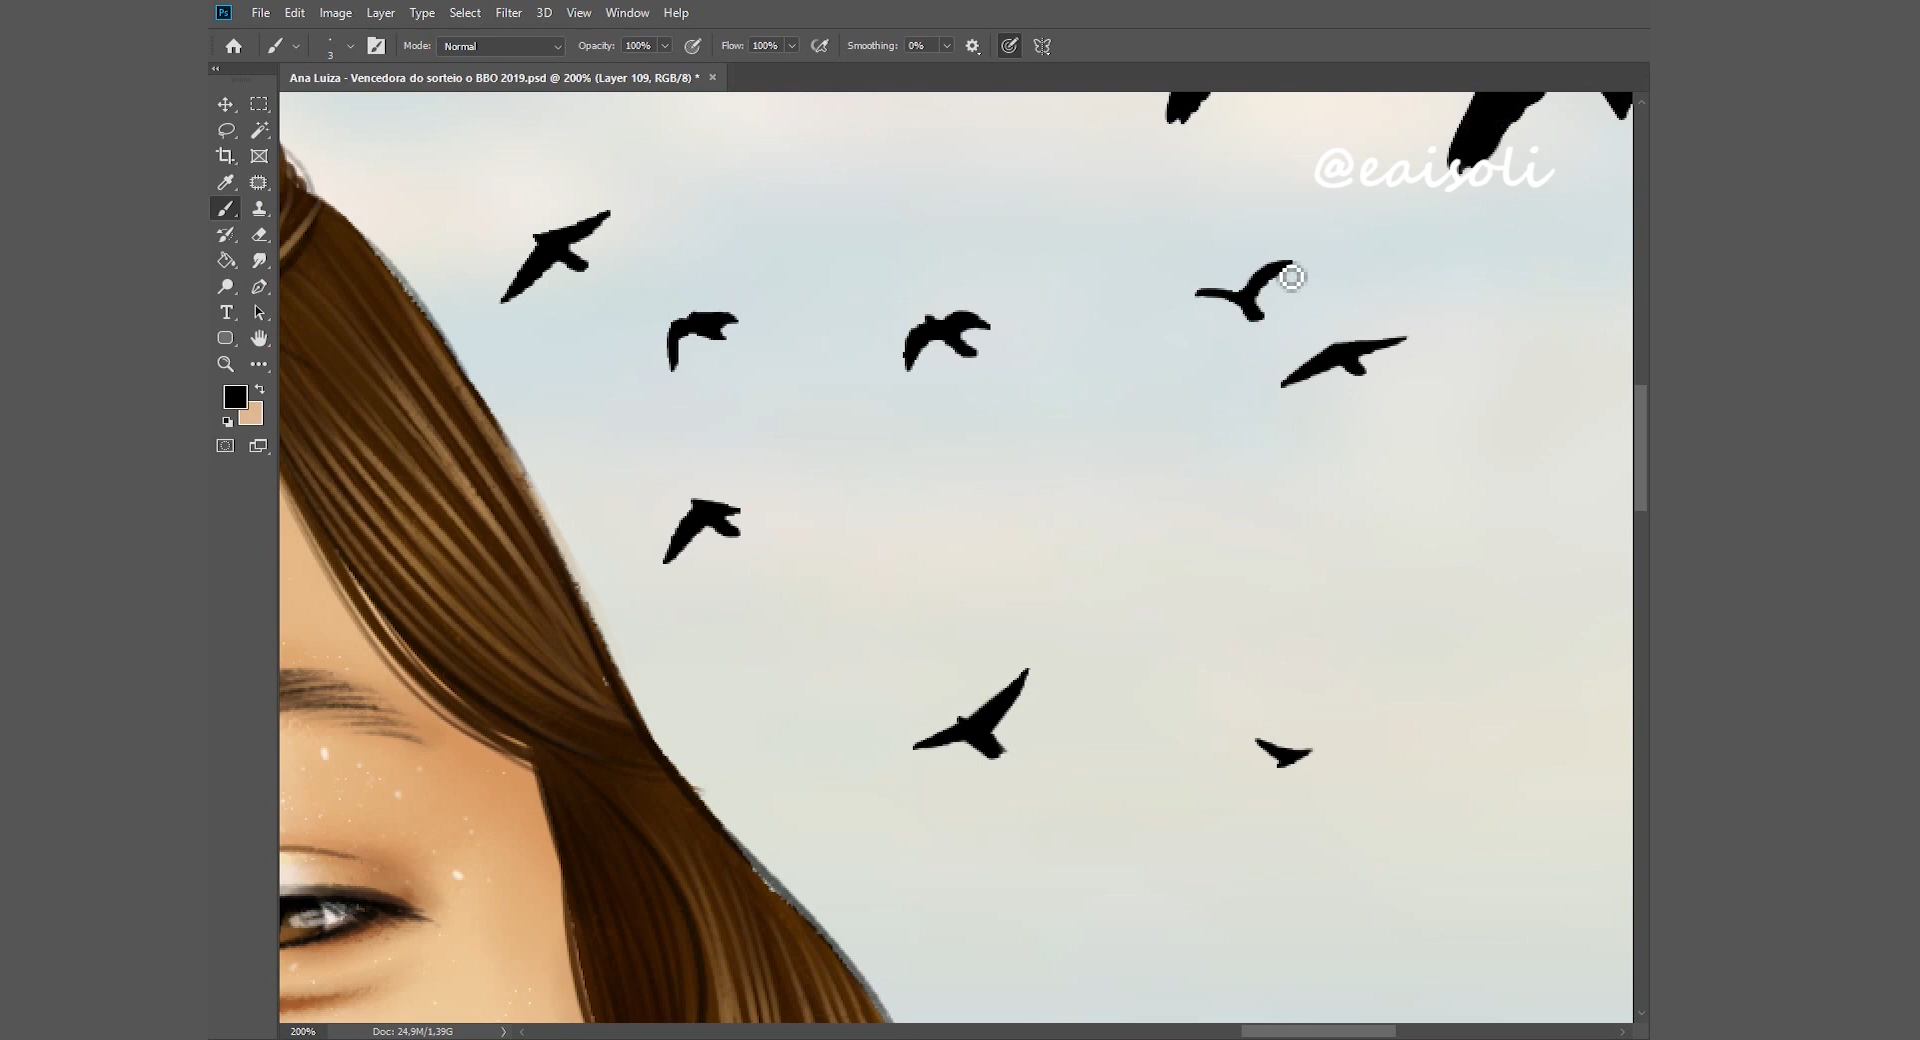 Ps File Edit Image Layer Type Select Filter 3D View Window Help
3 Mode: Normal Opacity: 100% Flow: 100% Smoothing: 0%
Ana Luiza - Vencedora do sorteio o BBO 2019.psd @ 200% (Layer 109, RGB/8) * ×
@eaisoli
T
200% Doc: 24,9M/1,39G